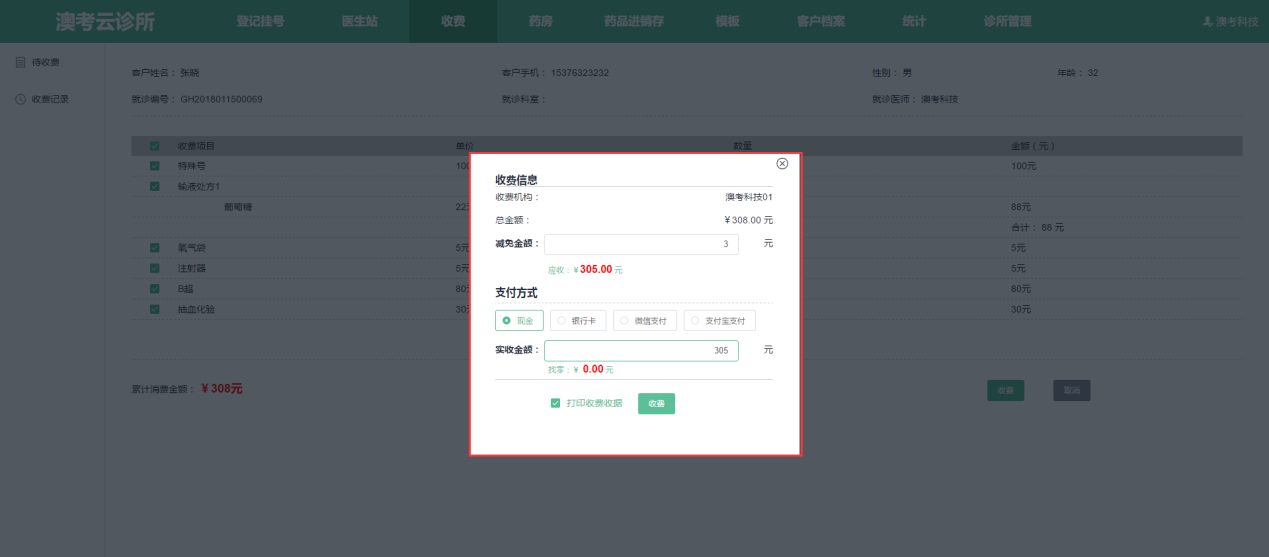 澳考云诊所 登记挂号 医生站 收费 药房 药品进销存 模板 客户档案 统计 诊所管理 澳考科技
待收费
收费记录
客户姓名： 张晓 客户手机： 15376323232 性别： 男 年龄： 32
就诊编号： GH2018011500069 就诊科室： 就诊医师： 澳考科技
收费项目 单价 数量 金额（元）
特殊号 100 100元
输液处方1
葡萄糖 22 88元
合计： 88 元
氧气袋 5元 5元
注射器 5元 5元
B超 80 80元
抽血化验 30 30元
累计消费金额： ¥ 308元 收费 取消
收费信息
收费机构： 澳考科技01
总金额： ¥ 308.00 元
减免金额： 3 元
应收：¥ 305.00 元
支付方式
现金 银行卡 微信支付 支付宝支付
实收金额： 305 元
找零：¥ 0.00 元
打印收费收据 收费